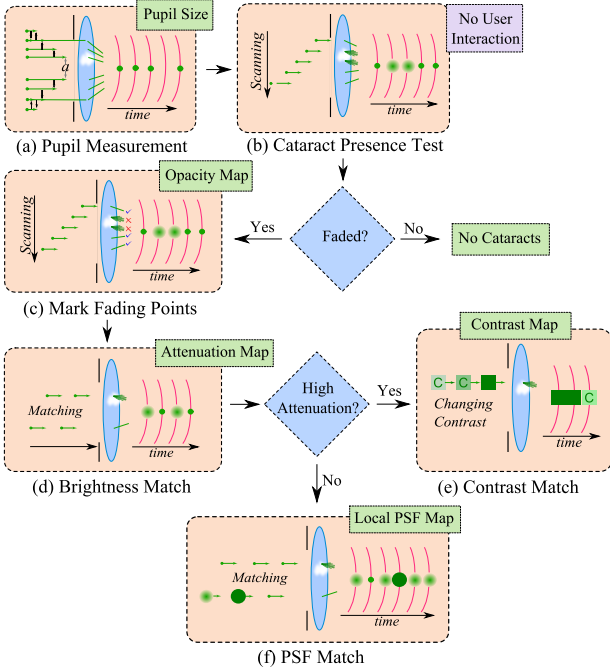 Pupil Size
a
time
(a) Pupil Measurement
No User
Interaction
Scanning
time
(b) Cataract Presence Test
Opacity Map
Scanning
time
(c) Mark Fading Points
Faded?
Yes
No
No Cataracts
Attenuation Map
Matching
time
(d) Brightness Match
High
Attenuation?
Yes
No
Contrast Map
C
C
C
Changing
Contrast
time
(e) Contrast Match
Local PSF Map
Matching
time
(f) PSF Match